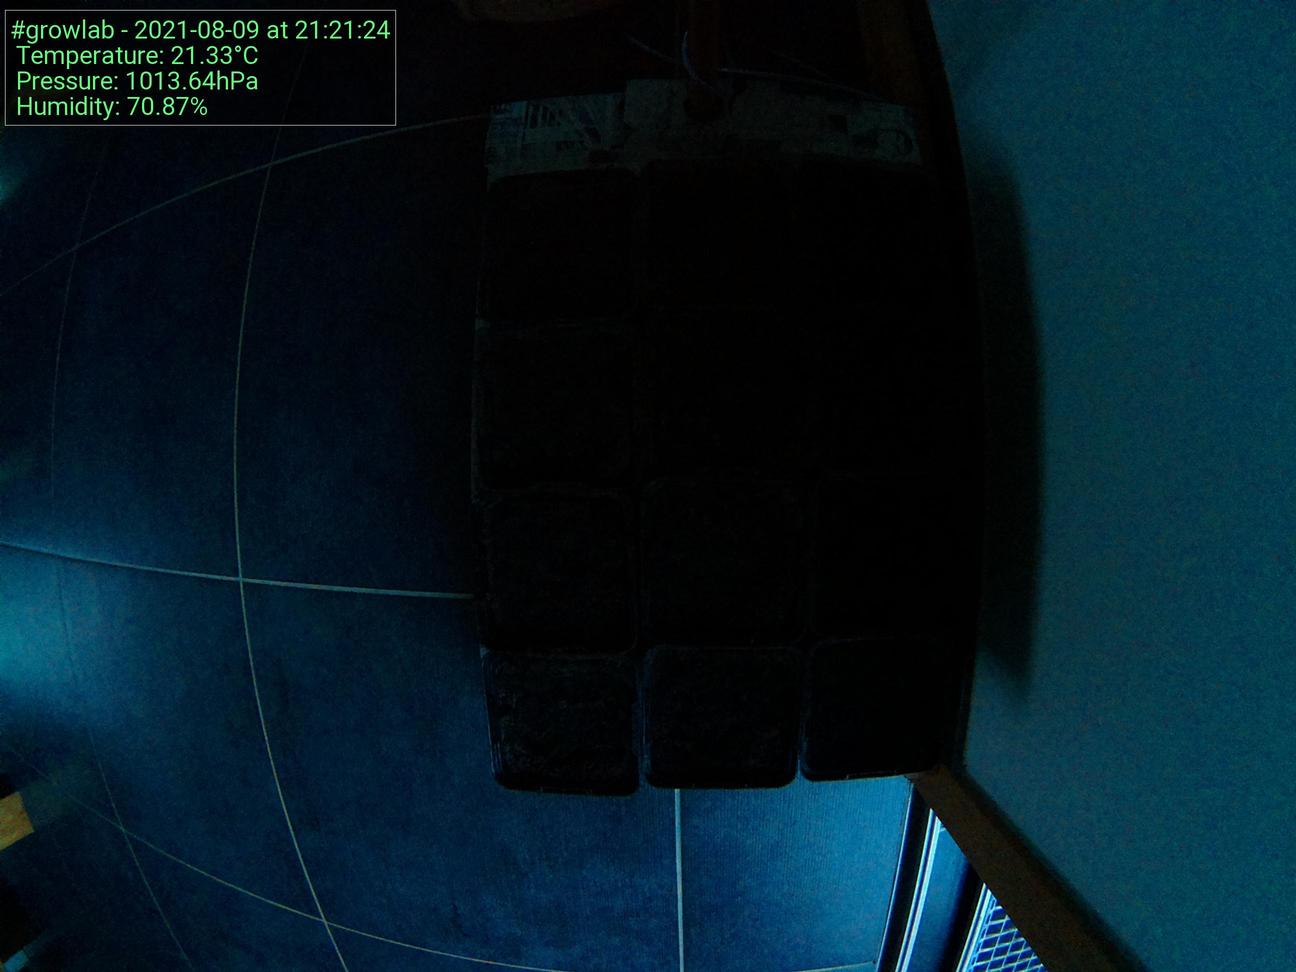 #growlab - 2021-08-09 at 21:21:24
Temperature: 21.33°C
Pressure: 1013.64hPa
Humidity: 70.87%